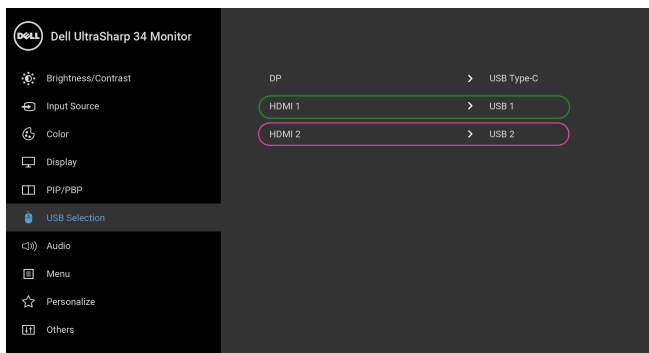 DELL Dell UltraSharp 34 Monitor
Brightness/Contrast
DP USB Type-C
Input Source
HDMI 1 USB 1
Color
HDMI 2 USB 2
Display
PIP/PBP
USB Selection
Audio
Menu
Personalize
Others